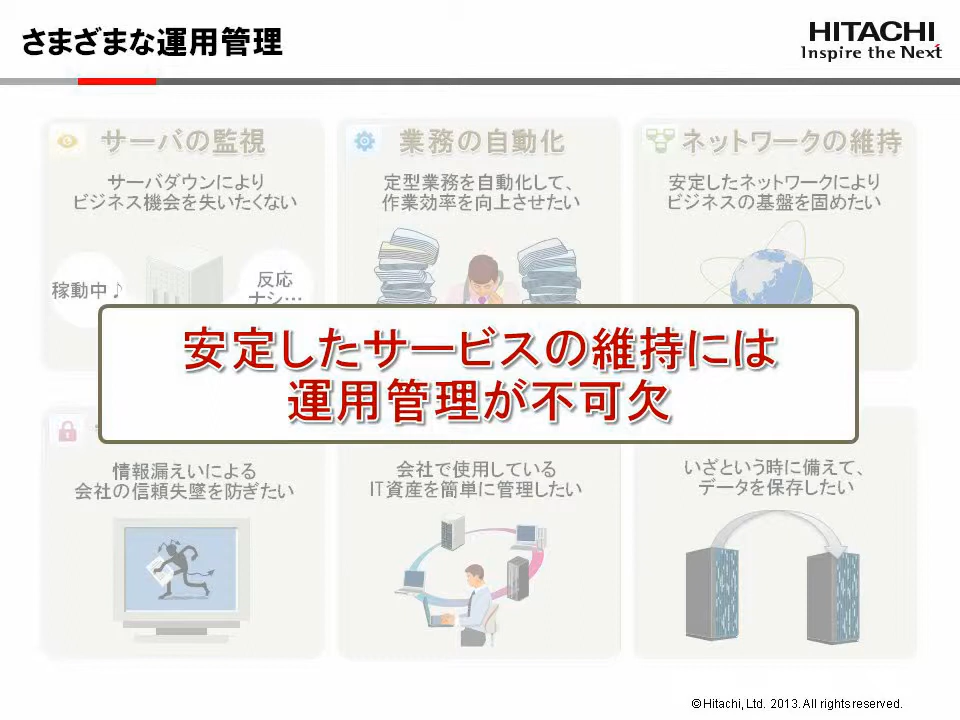 さまざまな運用管理
HITACHI
Inspire the Next
サーバの監視
サーバダウンにより
ビジネス機会を失いたくない
稼動中♪
反応
ナシ…
業務の自動化
定型業務を自動化して、
作業効率を向上させたい
ネットワークの維持
安定したネットワークにより
ビジネスの基盤を固めたい
安定したサービスの維持には
運用管理が不可欠
情報漏えいによる
会社の信頼失墜を防ぎたい
会社で使用している
IT資産を簡単に管理したい
いざという時に備えて、
データを保存したい
© Hitachi, Ltd. 2013. All rights reserved.